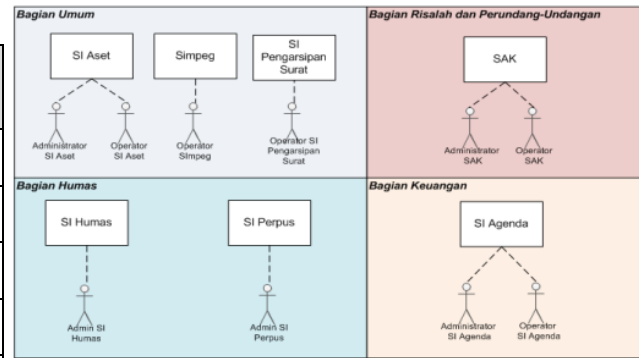 Bagian Umum
SI Aset
Simpeg
SI
Pengarsipan
Surat
Administrator
SI Aset
Operator
SI Aset
Operator
SImpeg
Operator SI
Pengarsipan
Surat
Bagian Risalah dan Perundang-Undangan
SAK
Administrator
SAK
Operator
SAK
Bagian Humas
SI Humas
SI Perpus
Admin SI
Humas
Admin SI
Perpus
Bagian Keuangan
SI Agenda
Administrator
SI Agenda
Operator
SI Agenda